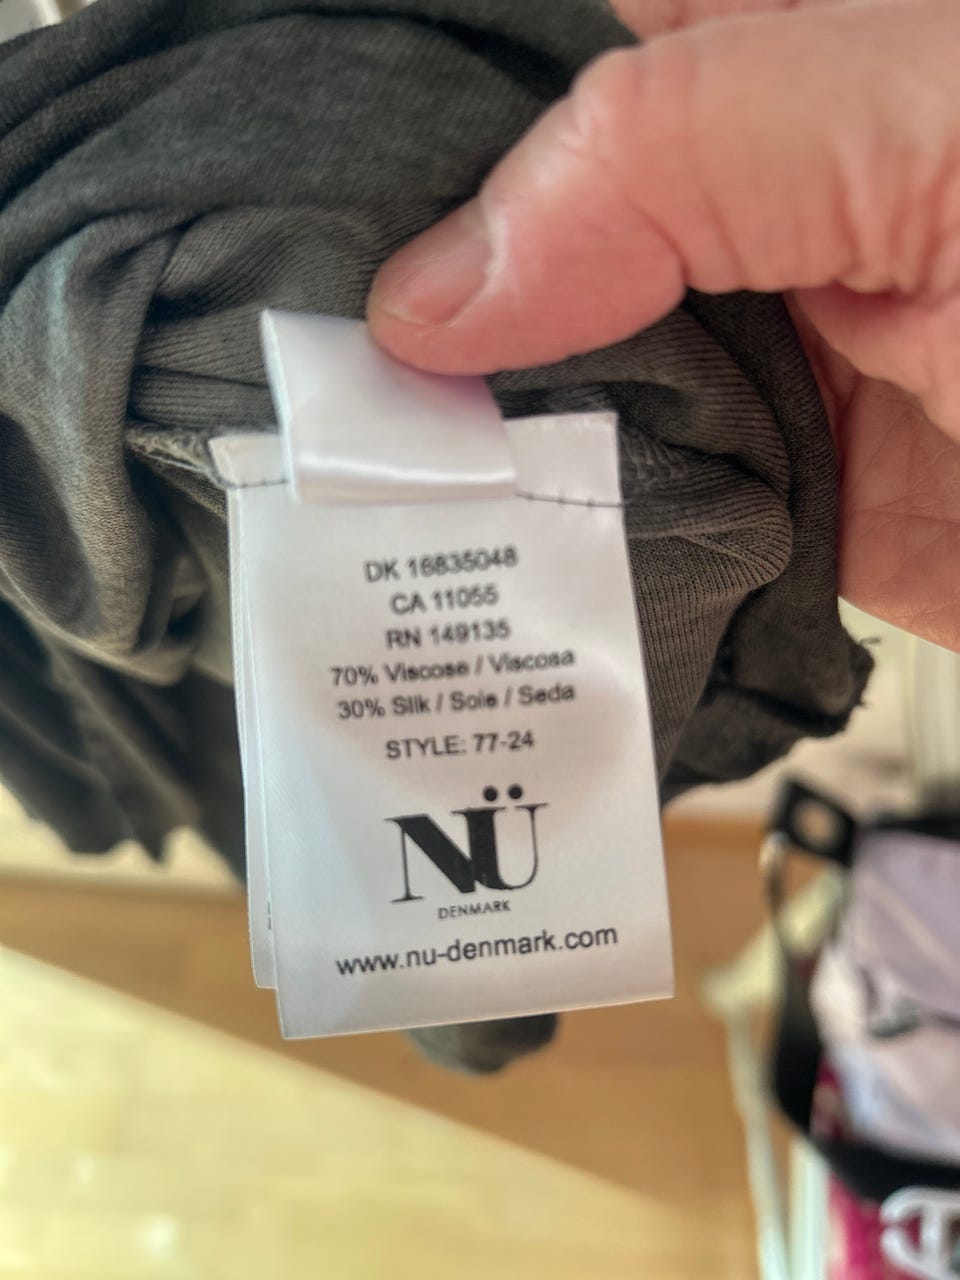 DK 16835048
CA 11055
RN 149135
70% Viscose / Viscosa
30% Silk / Soie / Seda
STYLE: 77-24
NÜ
DENMARK
www.nu-denmark.com